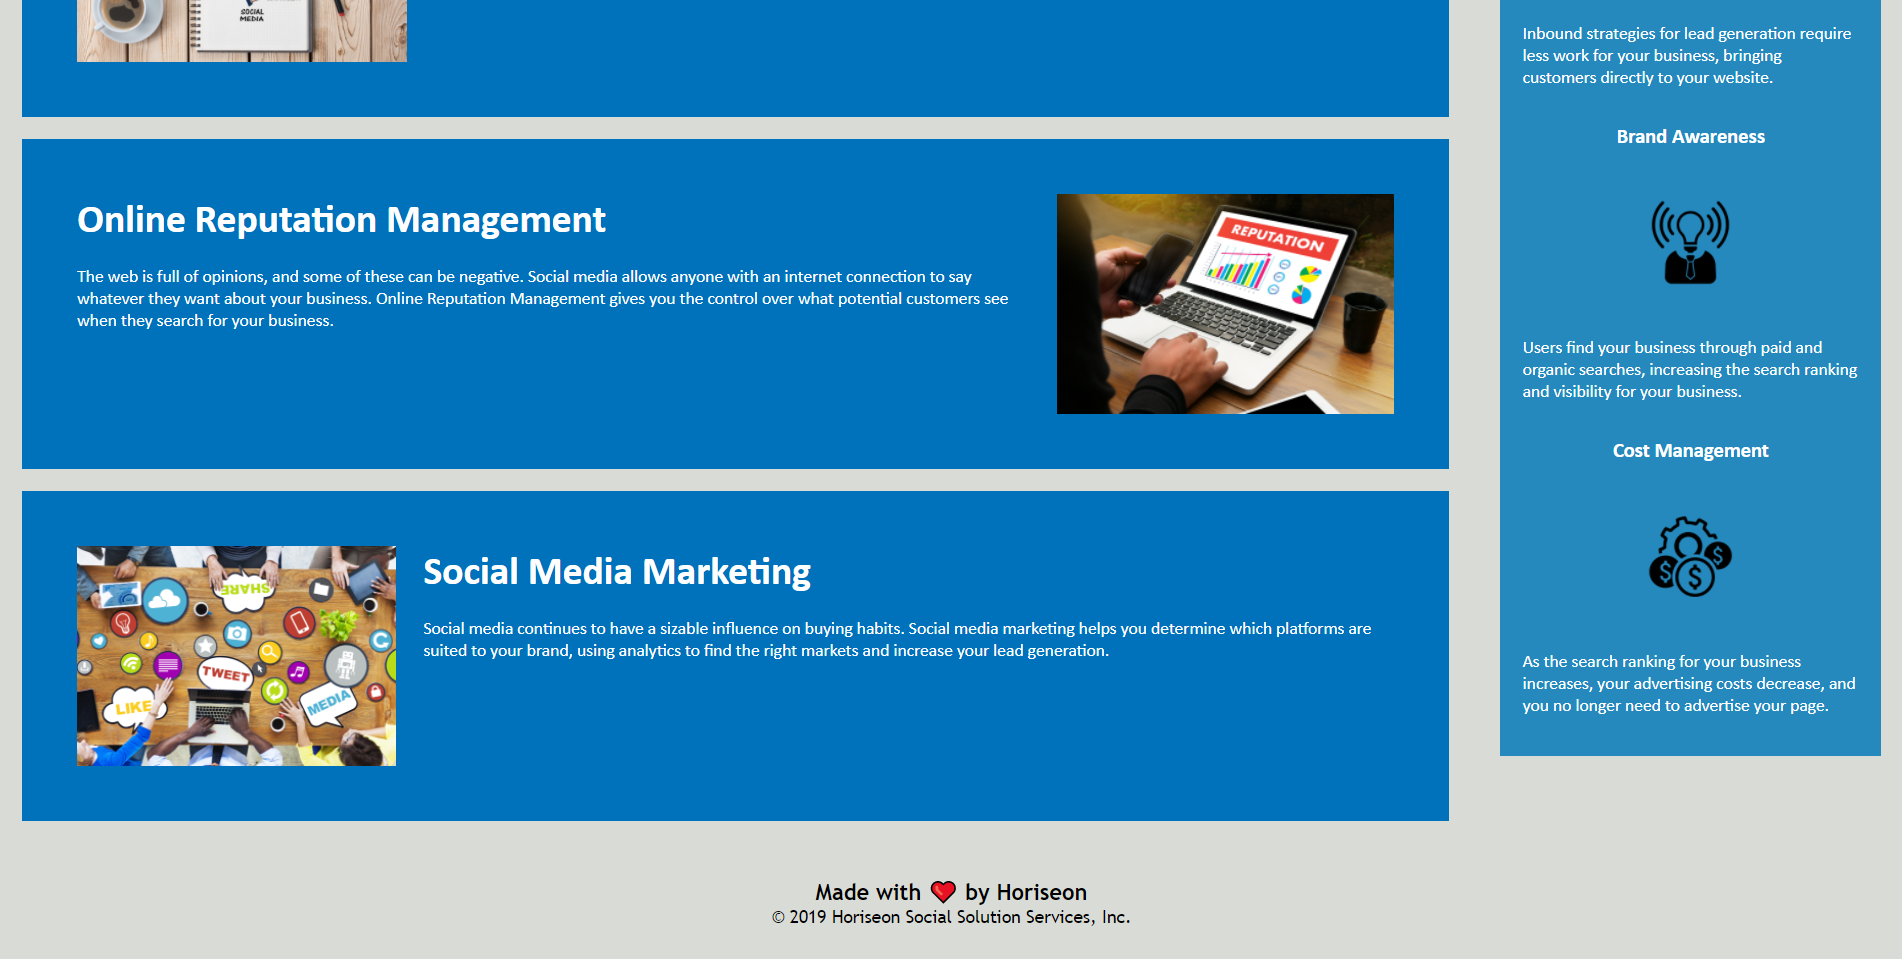 SOCIAL
MEDIA
Online Reputation Management
The web is full of opinions, and some of these can be negative. Social media allows anyone with an internet connection to say
whatever they want about your business. Online Reputation Management gives you the control over what potential customers see
when they search for your business.
REPUTATION
SHARE
TWEET
LIKE
MEDIA
Social Media Marketing
Social media continues to have a sizable influence on buying habits. Social media marketing helps you determine which platforms are
suited to your brand, using analytics to find the right markets and increase your lead generation.
Inbound strategies for lead generation require
less work for your business, bringing
customers directly to your website.
Brand Awareness
Users find your business through paid and
organic searches, increasing the search ranking
and visibility for your business.
Cost Management
$
$
$
As the search ranking for your business
increases, your advertising costs decrease, and
you no longer need to advertise your page.
Made with ❤️ by Horiseon
© 2019 Horiseon Social Solution Services, Inc.